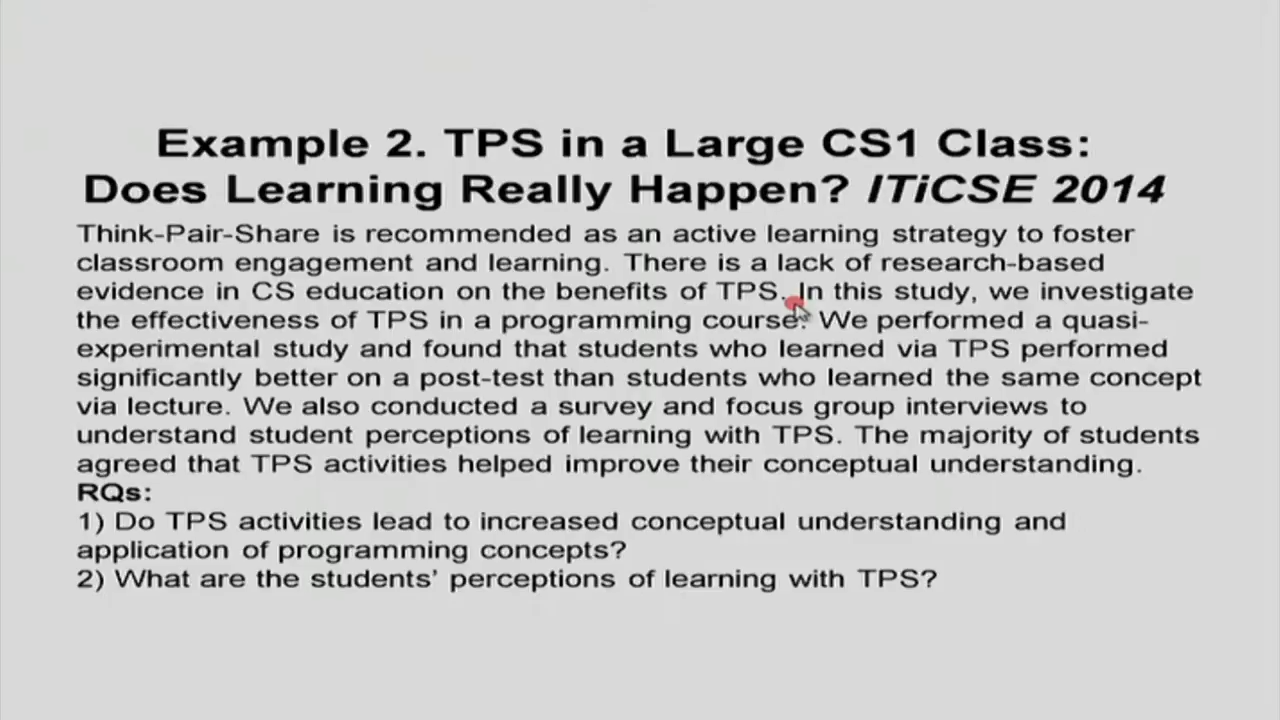 Example 2. TPS in a Large CS1 Class:
Does Learning Really Happen? ITiCSE 2014
Think-Pair-Share is recommended as an active learning strategy to foster
classroom engagement and learning. There is a lack of research-based
evidence in CS education on the benefits of TPS. In this study, we investigate
the effectiveness of TPS in a programming course. We performed a quasi-
experimental study and found that students who learned via TPS performed
significantly better on a post-test than students who learned the same concept
via lecture. We also conducted a survey and focus group interviews to
understand student perceptions of learning with TPS. The majority of students
agreed that TPS activities helped improve their conceptual understanding.
RQs:
1) Do TPS activities lead to increased conceptual understanding and
application of programming concepts?
2) What are the students’ perceptions of learning with TPS?